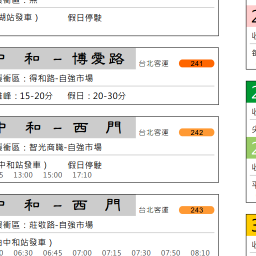 湖站發車） 假日停駛
中 和 – 博愛路 台北客運 241
緩衝區：得和路-自強市場
尖峰：15-20分 假日：20-30分
中 和 – 西 門 台北客運 242
緩衝區：智光商職-自強市場
中和站發車） 假日停駛
13:00 15:00 17:10
中 和 – 西 門 台北客運 243
緩衝區：莊敬路-自強市場
由中和站發車）
06:30 06:45 07:00 07:15 07:30 07:50 08:10